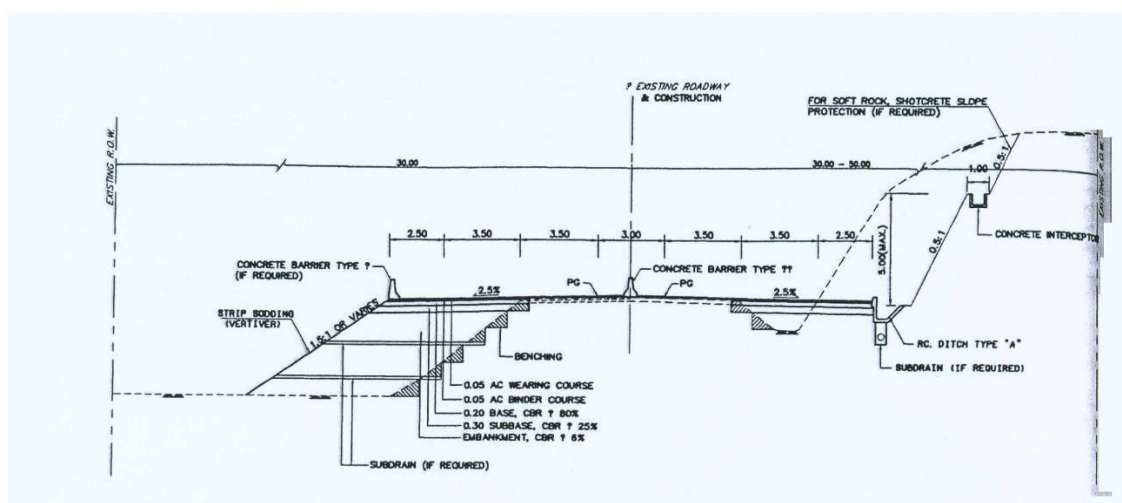 ? EXISTING ROADWAY
& CONSTRUCTION
FOR SOFT ROCK, SHOTCRETE SLOPE
PROTECTION (IF REQUIRED)
EXISTING R.O.W.
EXISTING R.O.W.
30.00
30.00 - 50.00
0.5:1
1.00
2.50
3.50
3.50
3.00
3.50
3.50
2.50
5.00(MAX.)
0.5:1
CONCRETE INTERCEPTO
CONCRETE BARRIER TYPE ?
(IF REQUIRED)
CONCRETE BARRIER TYPE ??
2.5%
PG
PG
2.5%
STRIP SODDING
(VERTIVER)
1.5:1 OR VARIES
BENCHING
RC. DITCH TYPE "A"
SUBDRAIN (IF REQUIRED)
0.05 AC WEARING COURSE
0.05 AC BINDER COURSE
0.20 BASE, CBR ? 80%
0.30 SUBBASE, CBR ? 25%
EMBANKMENT, CBR ? 6%
SUBDRAIN (IF REQUIRED)